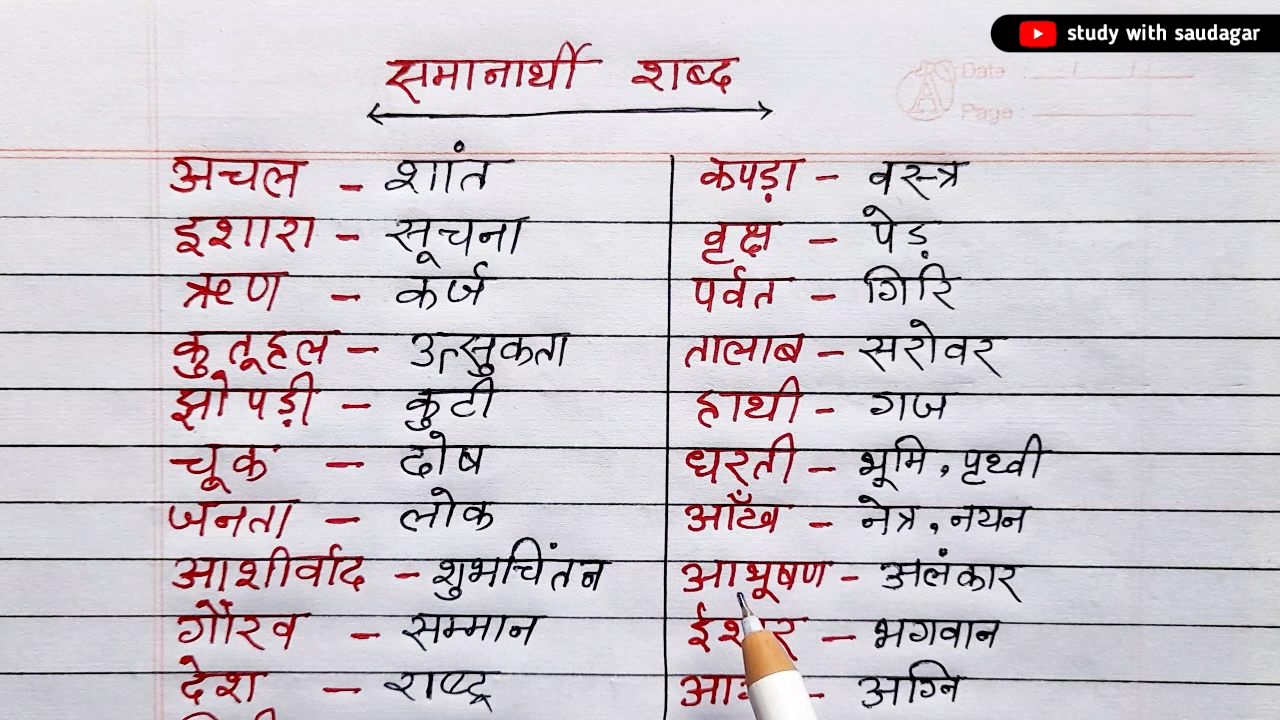 study with saudagar
समानार्थी शब्द
Date :
Page :
अचल - शांत
इशारा - सूचना
ऋण - कर्ज
कुतूहल - उत्सुकता
झोपड़ी - कुटी
चूक - दोष
जनता - लोक
आशीर्वाद - शुभचिंतन
गौरव - सम्मान
देश - राष्ट्र
कपड़ा - वस्त्र
वृक्ष - पेड़
पर्वत - गिरि
तालाब - सरोवर
हाथी - गज
धरती - भूमि, पृथ्वी
आँख - नेत्र, नयन
आभूषण - अलंकार
- भगवान
- अग्नि